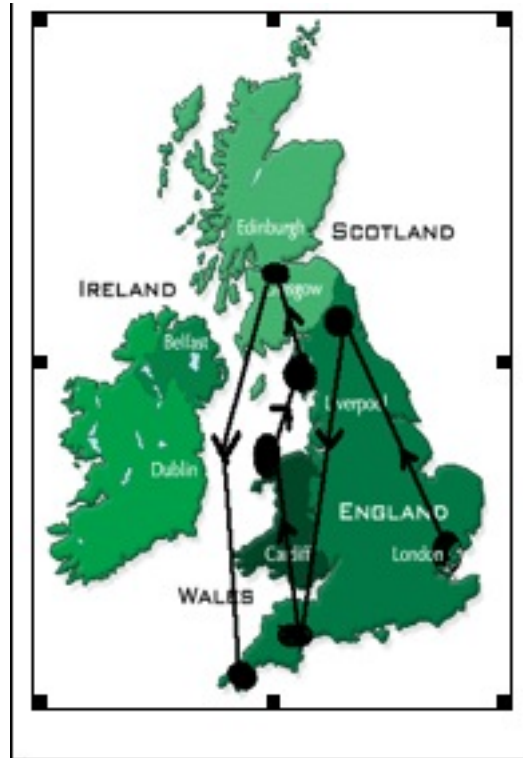 Edinburgh
SCOTLAND
IRELAND
Belfast
Liverpool
Dublin
ENGLAND
Cardiff
London
WALES